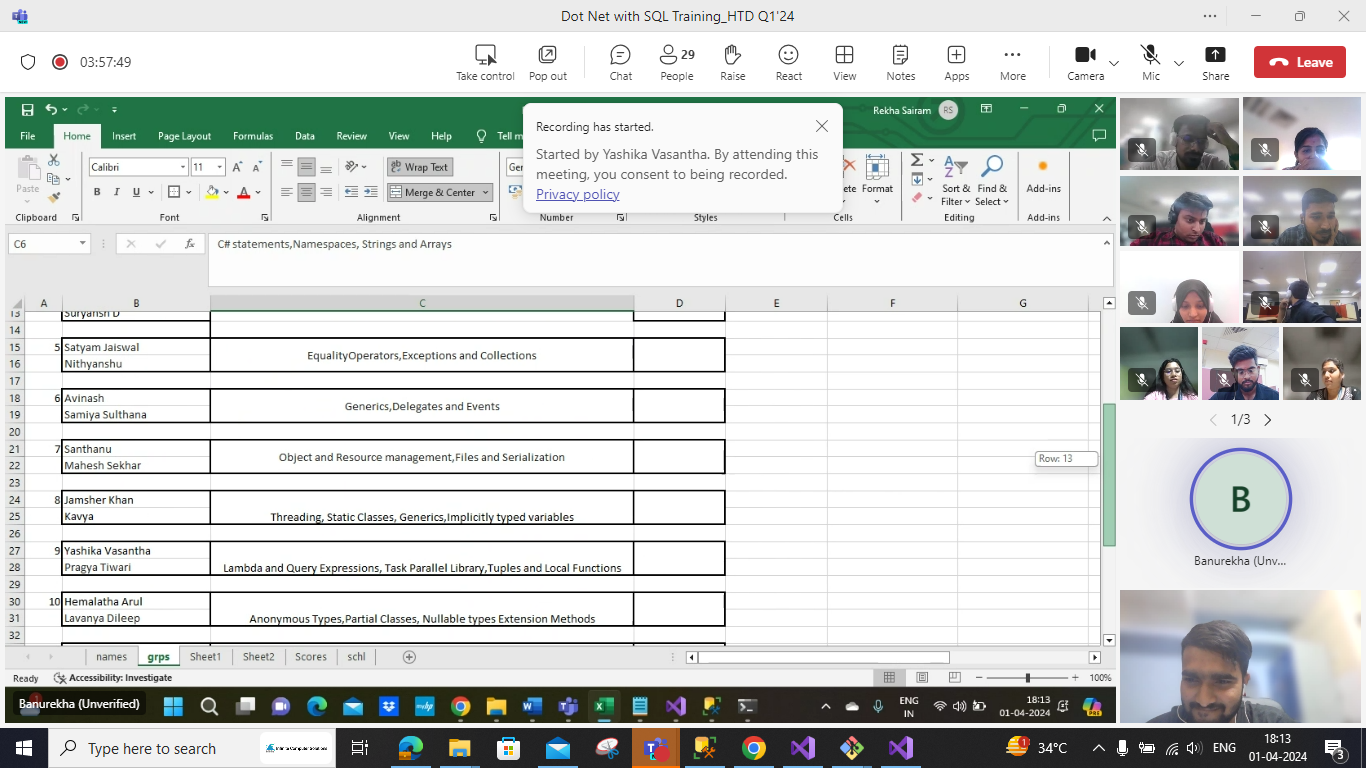 Dot Net with SQL Training_HTD Q1'24
03:57:49
Take control
Pop out
Chat
29
People
Raise
React
View
Notes
Apps
More
Camera
Mic
Share
Leave
Rekha Sairam RS
File Home Insert Page Layout Formulas Data Review View Help Tell m
Recording has started.
Started by Yashika Vasantha. By attending this
meeting, you consent to being recorded.
Privacy policy
Paste
Calibri 11
B I U
Wrap Text
Merge & Center
Format
Sort &
Filter
Find &
Select
Add-ins
Clipboard Font Alignment Number Styles Cells Editing Add-ins
C6 fx C# statements,Namespaces, Strings and Arrays
A B C D E F G
13 Suryansh D
14
15 5 Satyam Jaiswal
EqualityOperators,Exceptions and Collections
16 Nithyanshu
17
18 6 Avinash
Generics,Delegates and Events
19 Samiya Sulthana
20
21 7 Santhanu
Object and Resource management,Files and Serialization
22 Mahesh Sekhar
23
24 8 Jamsher Khan
25 Kavya Threading, Static Classes, Generics,Implicitly typed variables
26
27 9 Yashika Vasantha
28 Pragya Tiwari Lambda and Query Expressions, Task Parallel Library,Tuples and Local Functions
29
30 10 Hemalatha Arul
31 Lavanya Dileep Anonymous Types,Partial Classes, Nullable types Extension Methods
32
Row: 13
names grps Sheet1 Sheet2 Scores schl
Ready Accessibility: Investigate 100%
Banurekha (Unverified)
ENG
IN
18:13
01-04-2024
1/3
B
Banurekha (Unv...
Type here to search
1
34°C
ENG
18:13
01-04-2024
3